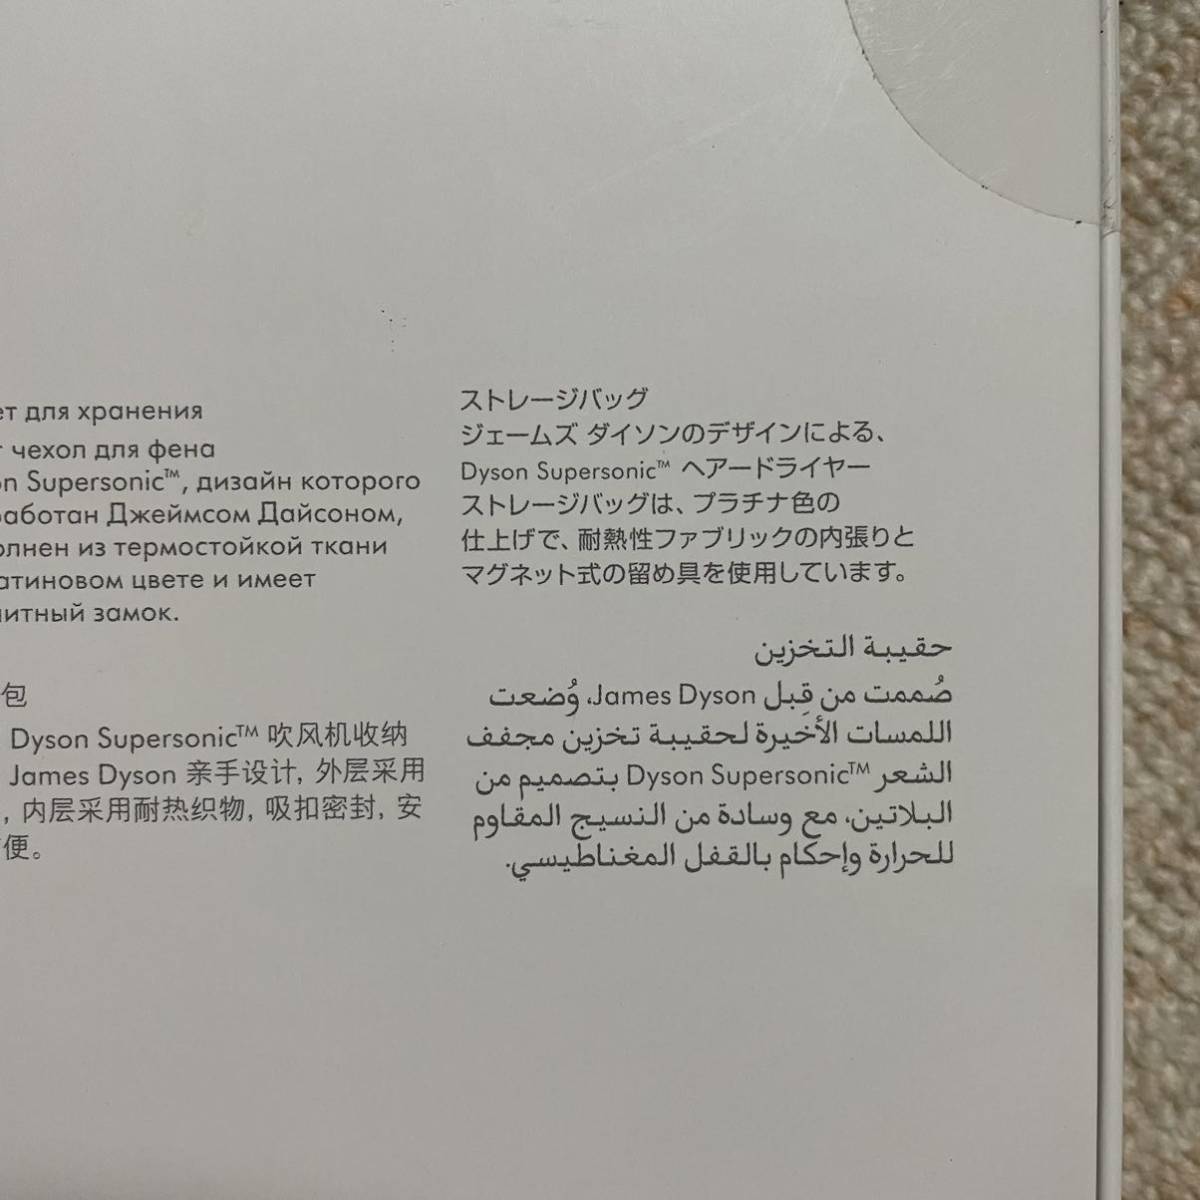 для хранения
чехол для фена
Supersonic™, дизайн которого
Джеймсом Дайсоном,
из термостойкой ткани
цвете и имеет
замок.
包
Dyson Supersonic™ 吹风机收纳
James Dyson 亲手设计, 外层采用
, 内层采用耐热织物, 吸扣密封, 安
便。
ストレージバッグ
ジェームズ ダイソンのデザインによる、
Dyson Supersonic™ ヘアードライヤー
ストレージバッグは、プラチナ色の
仕上げで、耐熱性ファブリックの内張りと
マグネット式の留め具を使用しています。
حقيبة التخزين
صُممت من قِبل James Dyson، وُضعت
اللمسات الأخيرة لحقيبة تخزين مجفف
الشعر Dyson Supersonic™ بتصميم من
البلاتين، مع وسادة من النسيج المقاوم
للحرارة وإحكام بالقفل المغناطيسي.